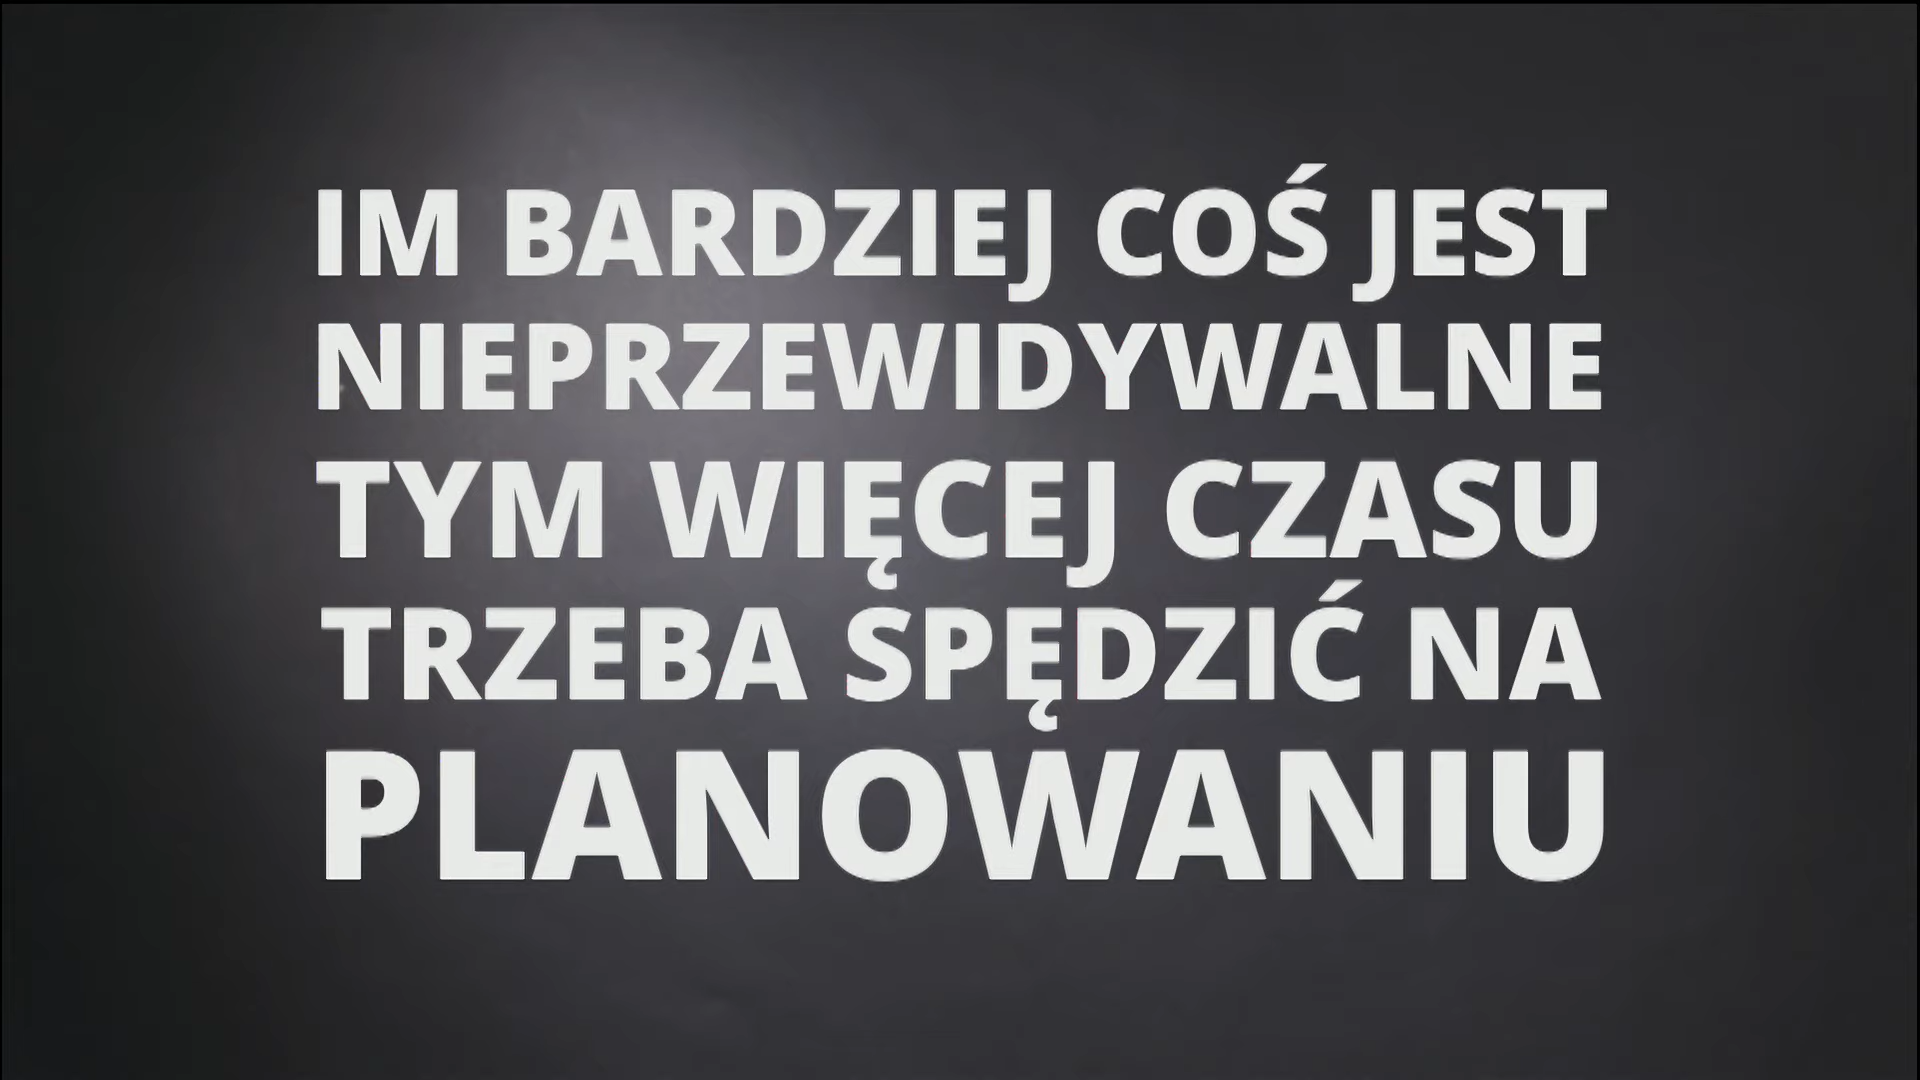 IM BARDZIEJ COŚ JEST
NIEPRZEWIDYWALNE
TYM WIĘCEJ CZASU
TRZEBA SPĘDZIĆ NA
PLANOWANIU